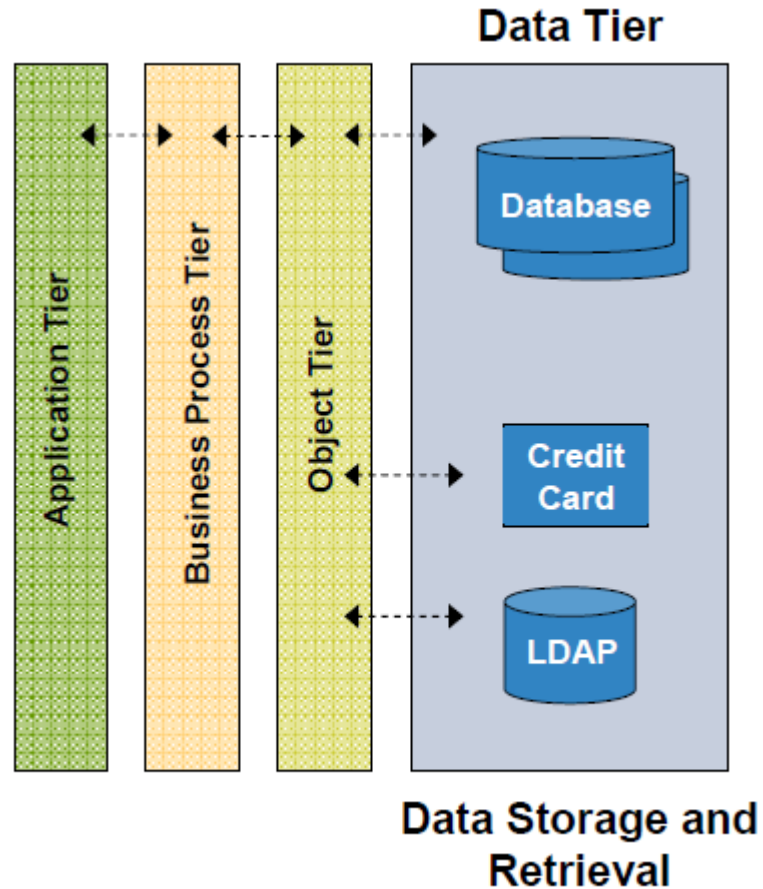 Data Tier
Application Tier
Business Process Tier
Object Tier
Database
Credit
Card
LDAP
Data Storage and
Retrieval